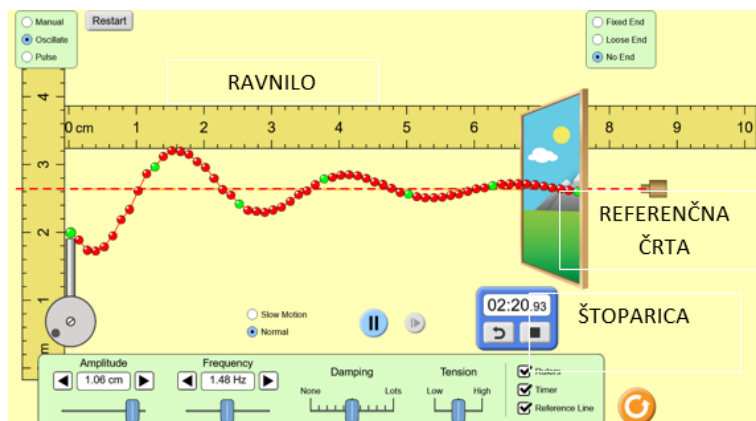 Manual
Restart
Oscillate
Pulse
Fixed End
Loose End
No End
RAVNILO
0 cm 1 2 3 4 5 6 7 8 9 10
4
3
2
1
REFERENČNA
ČRTA
02:20.93
ŠTOPARICA
Slow Motion
Normal
Amplitude
1.06 cm
Frequency
1.48 Hz
Damping
None Lots
Tension
Low High
Rulers
Timer
Reference Line